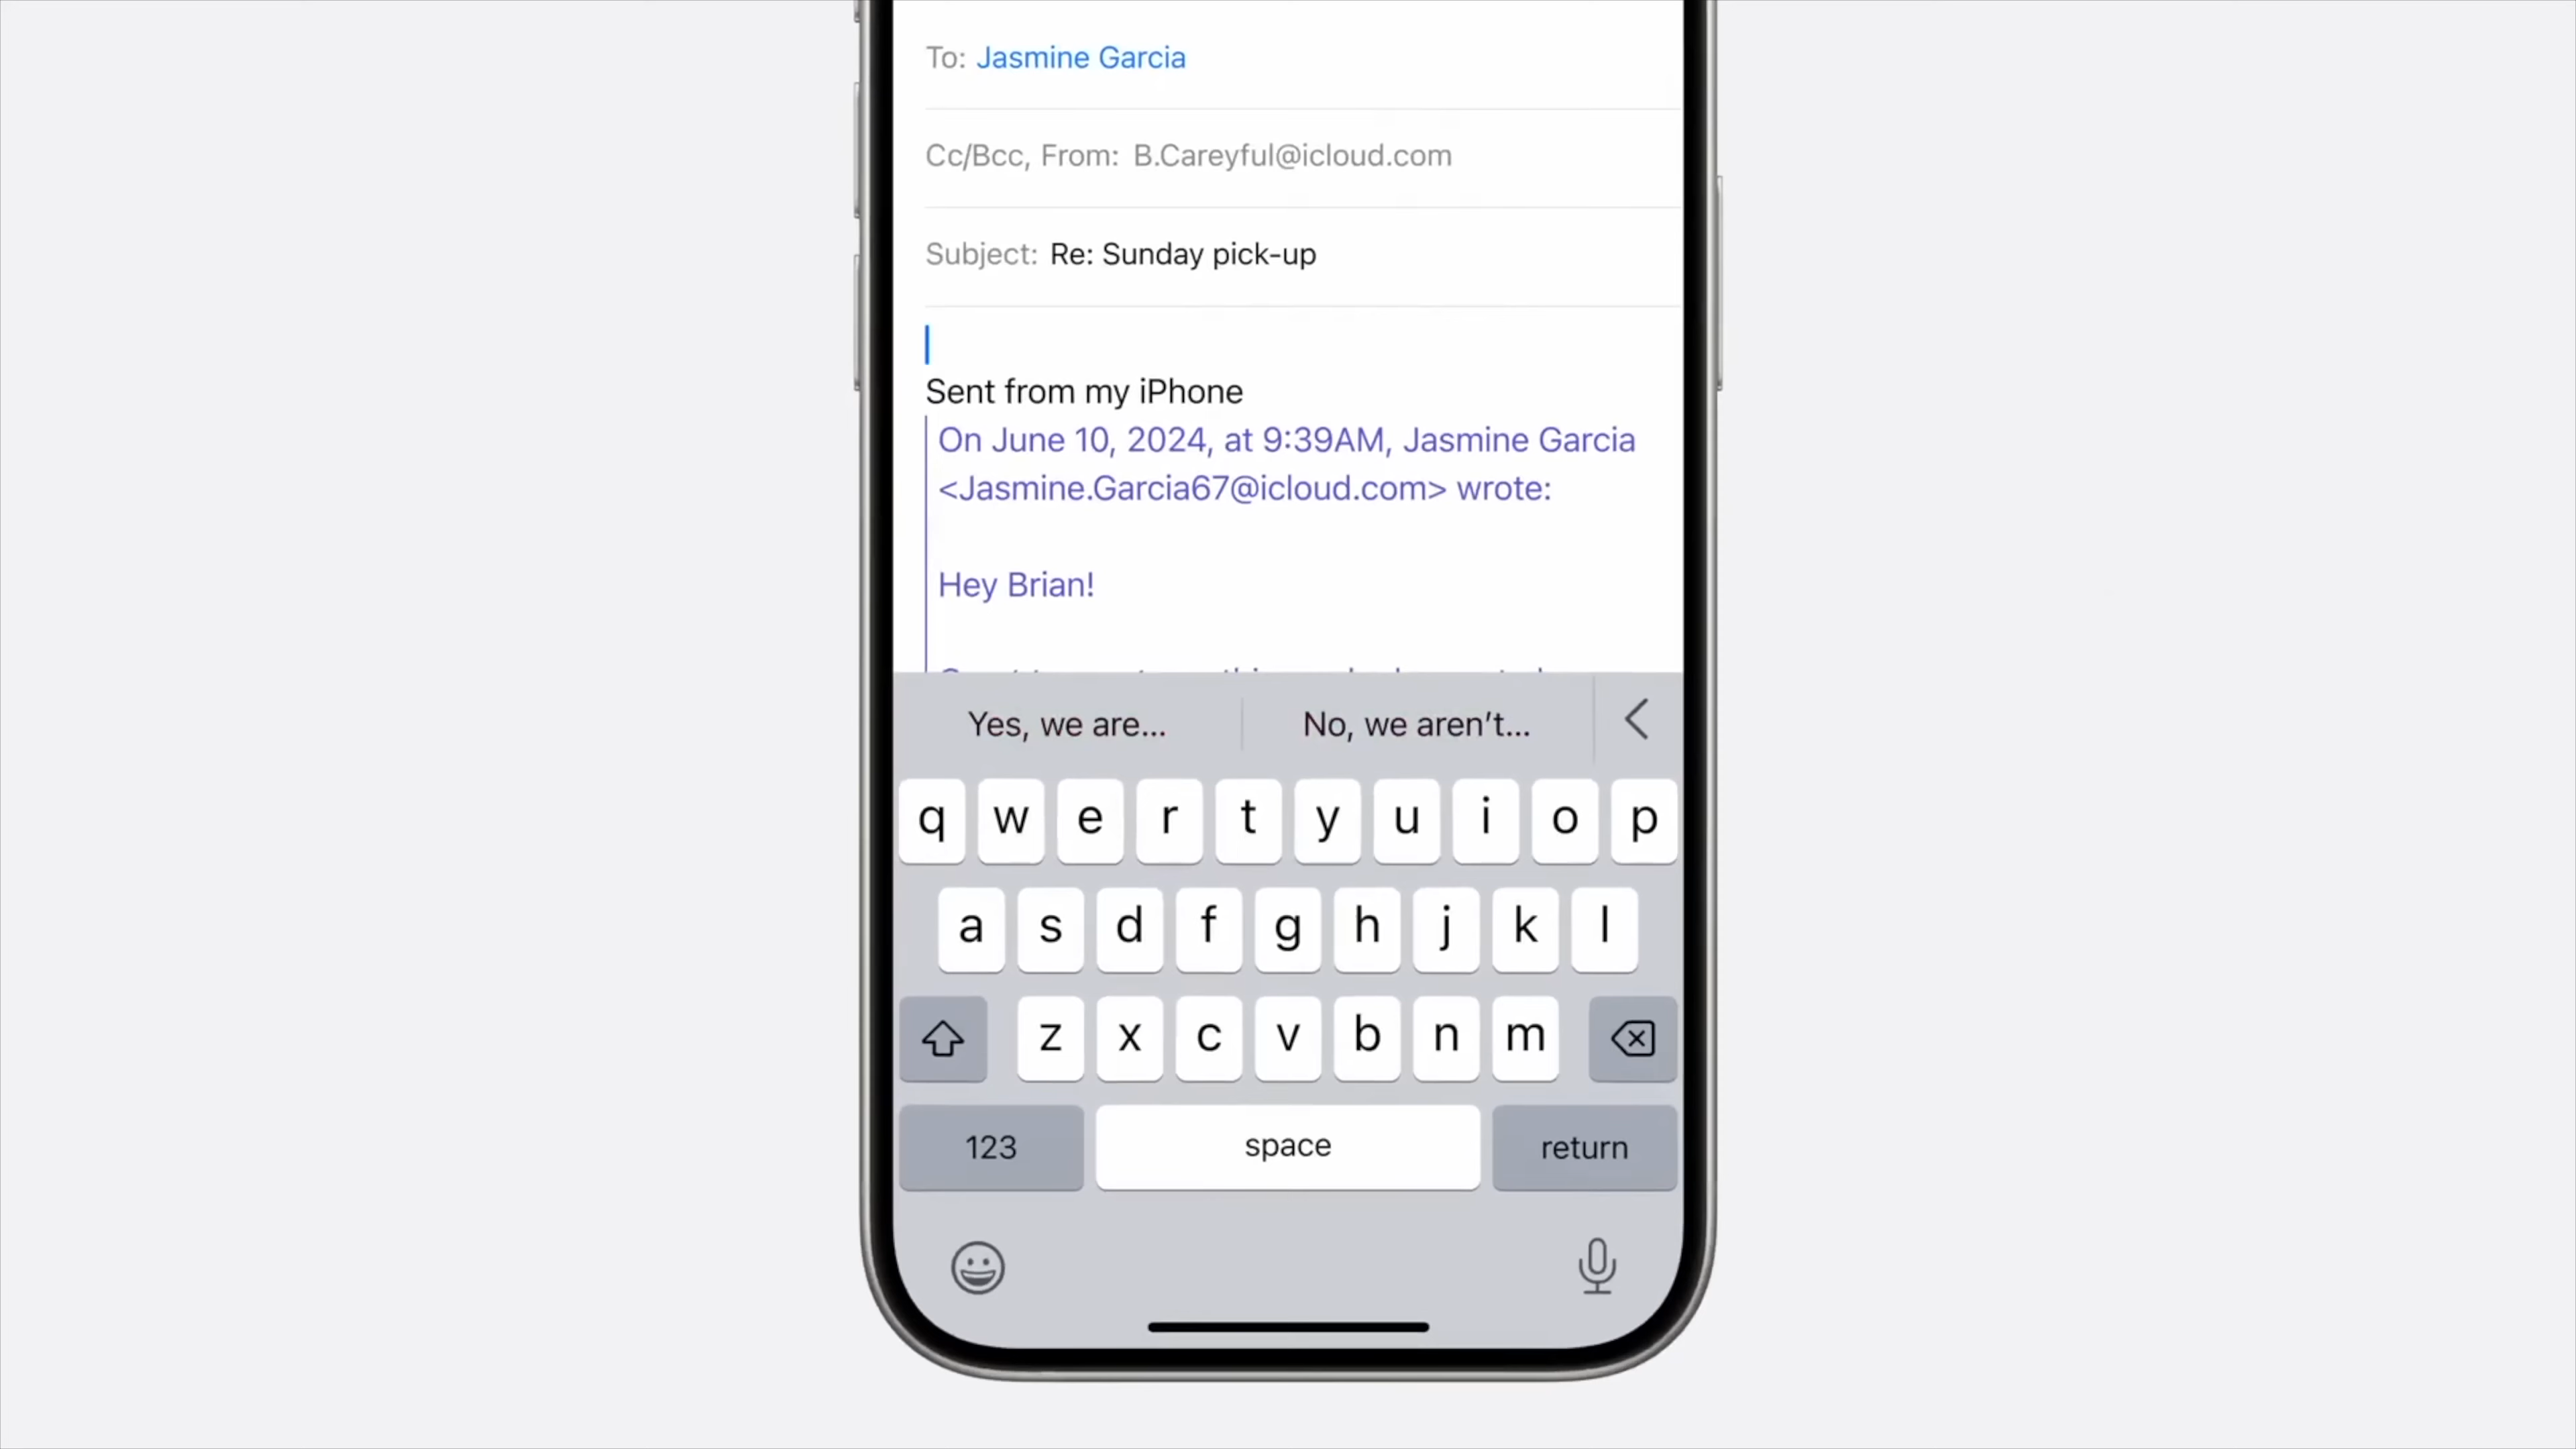 To: Jasmine Garcia
Cc/Bcc, From: B.Careyful@icloud.com
Subject: Re: Sunday pick-up
Sent from my iPhone
On June 10, 2024, at 9:39AM, Jasmine Garcia
<Jasmine.Garcia67@icloud.com> wrote:
Hey Brian!
Yes, we are... No, we aren’t...
q w e r t y u i o p
a s d f g h j k l
z x c v b n m
123 space return